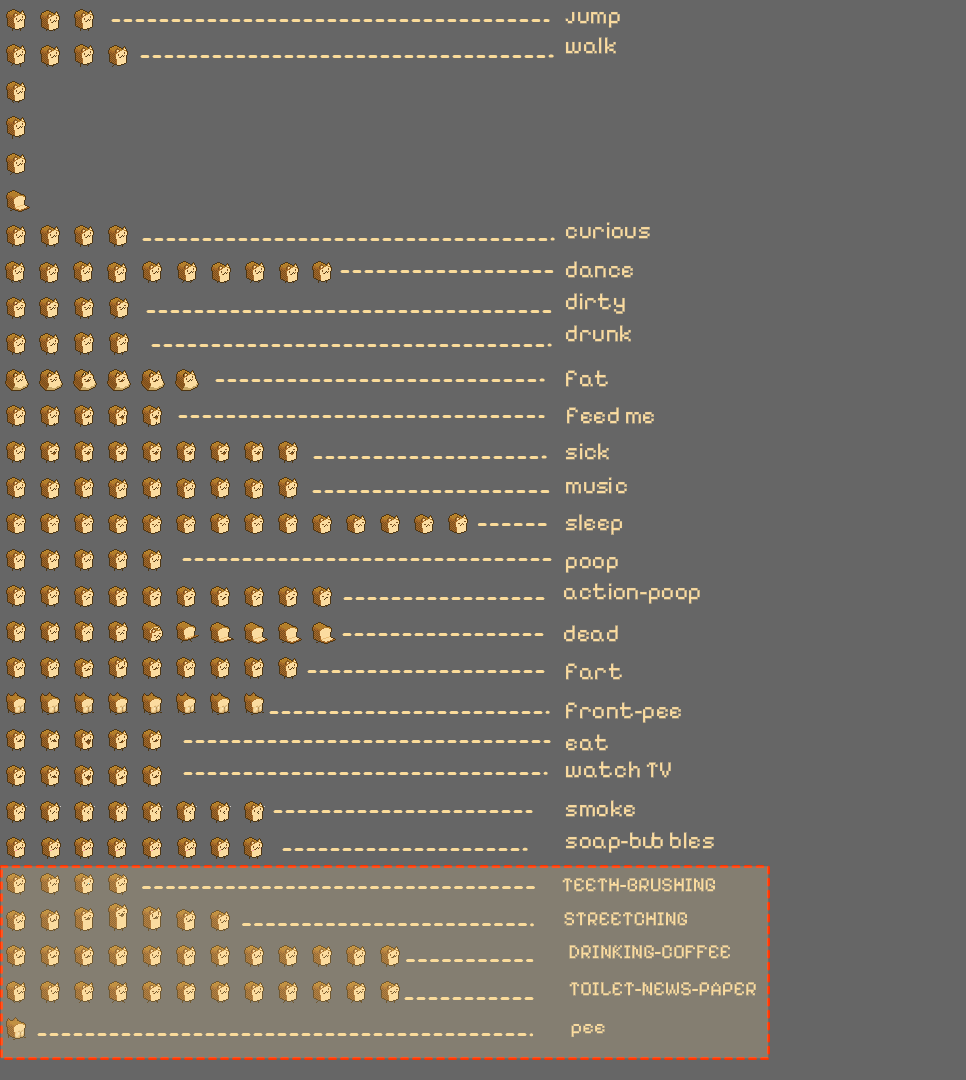 Jump
walk
curious
dance
dirty
drunk
fat
feed me
sick
music
sleep
poop
action-poop
dead
fart
front-pee
eat
watch TV
smoke
soap-bub bles
TEETH-BRUSHING
STREETCHING
DRINKING-COFFEE
TOILET-NEWS-PAPER
pee